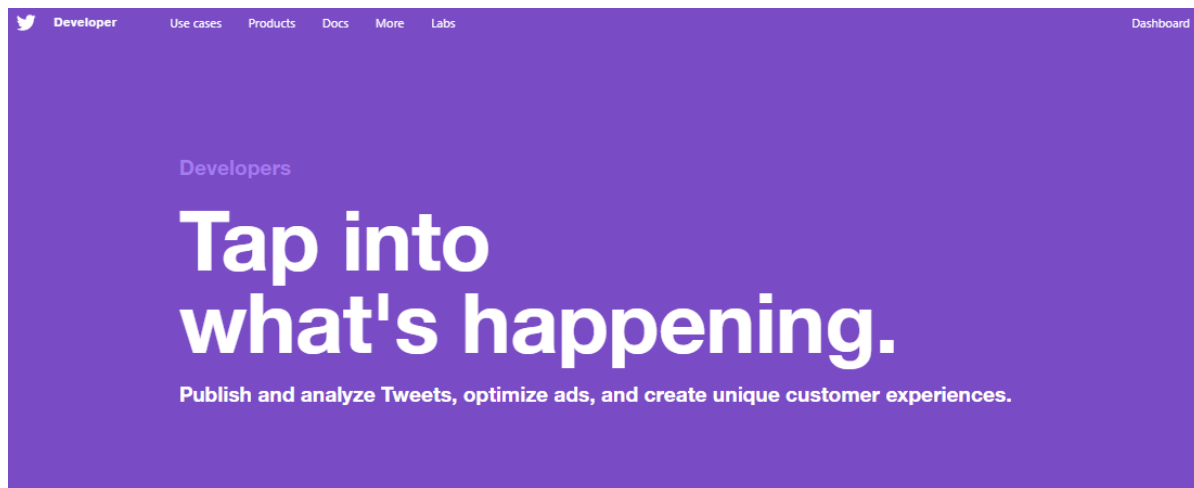 Developer Use cases Products Docs More Labs Dashboard
Developers
Tap into
what's happening.
Publish and analyze Tweets, optimize ads, and create unique customer experiences.